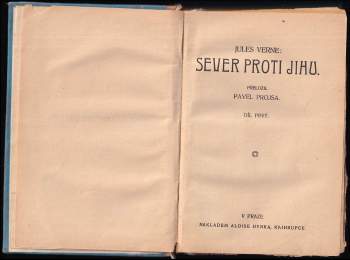 JULES VERNE:
SEVER PROTI JIHU.
PŘELOŽIL
PAVEL PROUSA.
DÍL PRVÝ.
V PRAZE.
NÁKLADEM ALOISE HYNKA, KNIHKUPCE